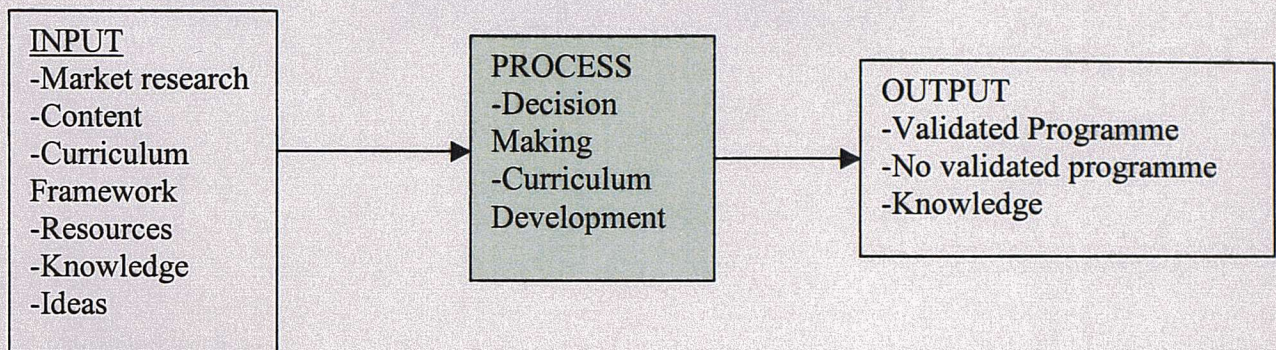 INPUT
-Market research
-Content
-Curriculum
Framework
-Resources
-Knowledge
-Ideas
PROCESS
-Decision
Making
-Curriculum
Development
OUTPUT
-Validated Programme
-No validated programme
-Knowledge